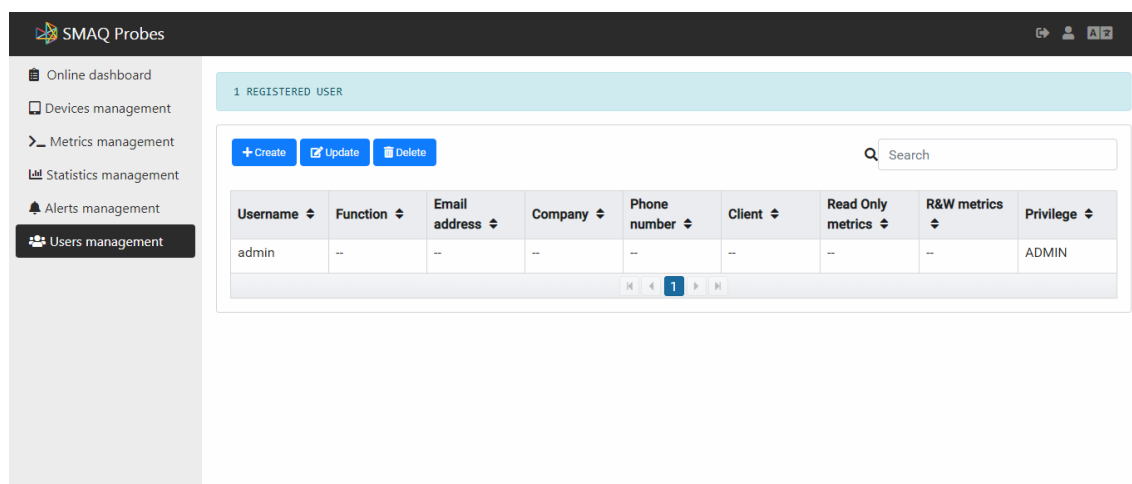 SMAQ Probes
Online dashboard
Devices management
Metrics management
Statistics management
Alerts management
Users management
1 REGISTERED USER
Create Update Delete
Search
Username Function Email address Company Phone number Client Read Only metrics R&W metrics Privilege
admin -- -- -- -- -- -- -- ADMIN
1